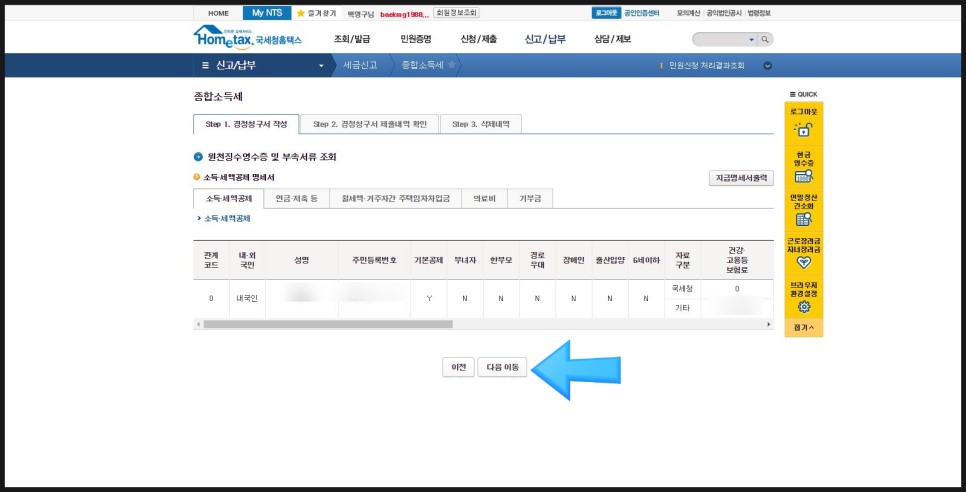 HOME My NTS 즐겨찾기 백명구님 회원정보조회 로그아웃 공인인증센터 모의계산 공익법인공시 법령정보
Hometax. 국세청홈택스 조회/발급 민원증명 신청/제출 신고/납부 상담/제보
신고/납부 세금신고 종합소득세 1 민원신청 처리결과조회
종합소득세
Step 1. 경정청구서 작성 Step 2. 경정청구서 제출내역 확인 Step 3. 삭제내역
원천징수영수증 및 부속서류 조회
소득·세액공제 명세서 지급명세서출력
소득·세액공제 연금·저축 등 월세액·거주자간 주택임차차입금 의료비 기부금
소득·세액공제
관계
코드
내·외
국인
성명
주민등록번호
기본공제
부녀자
한부모
경로
우대
장애인
출산입양
6세이하
자료
구분
건강·
고용등
보험료
0 내국인 Y N N N N N N
국세청 0
기타
이전 다음 이동
QUICK
로그아웃
현금
영수증
연말정산
간소화
근로장려금
자녀장려금
브라우저
환경설정
접기